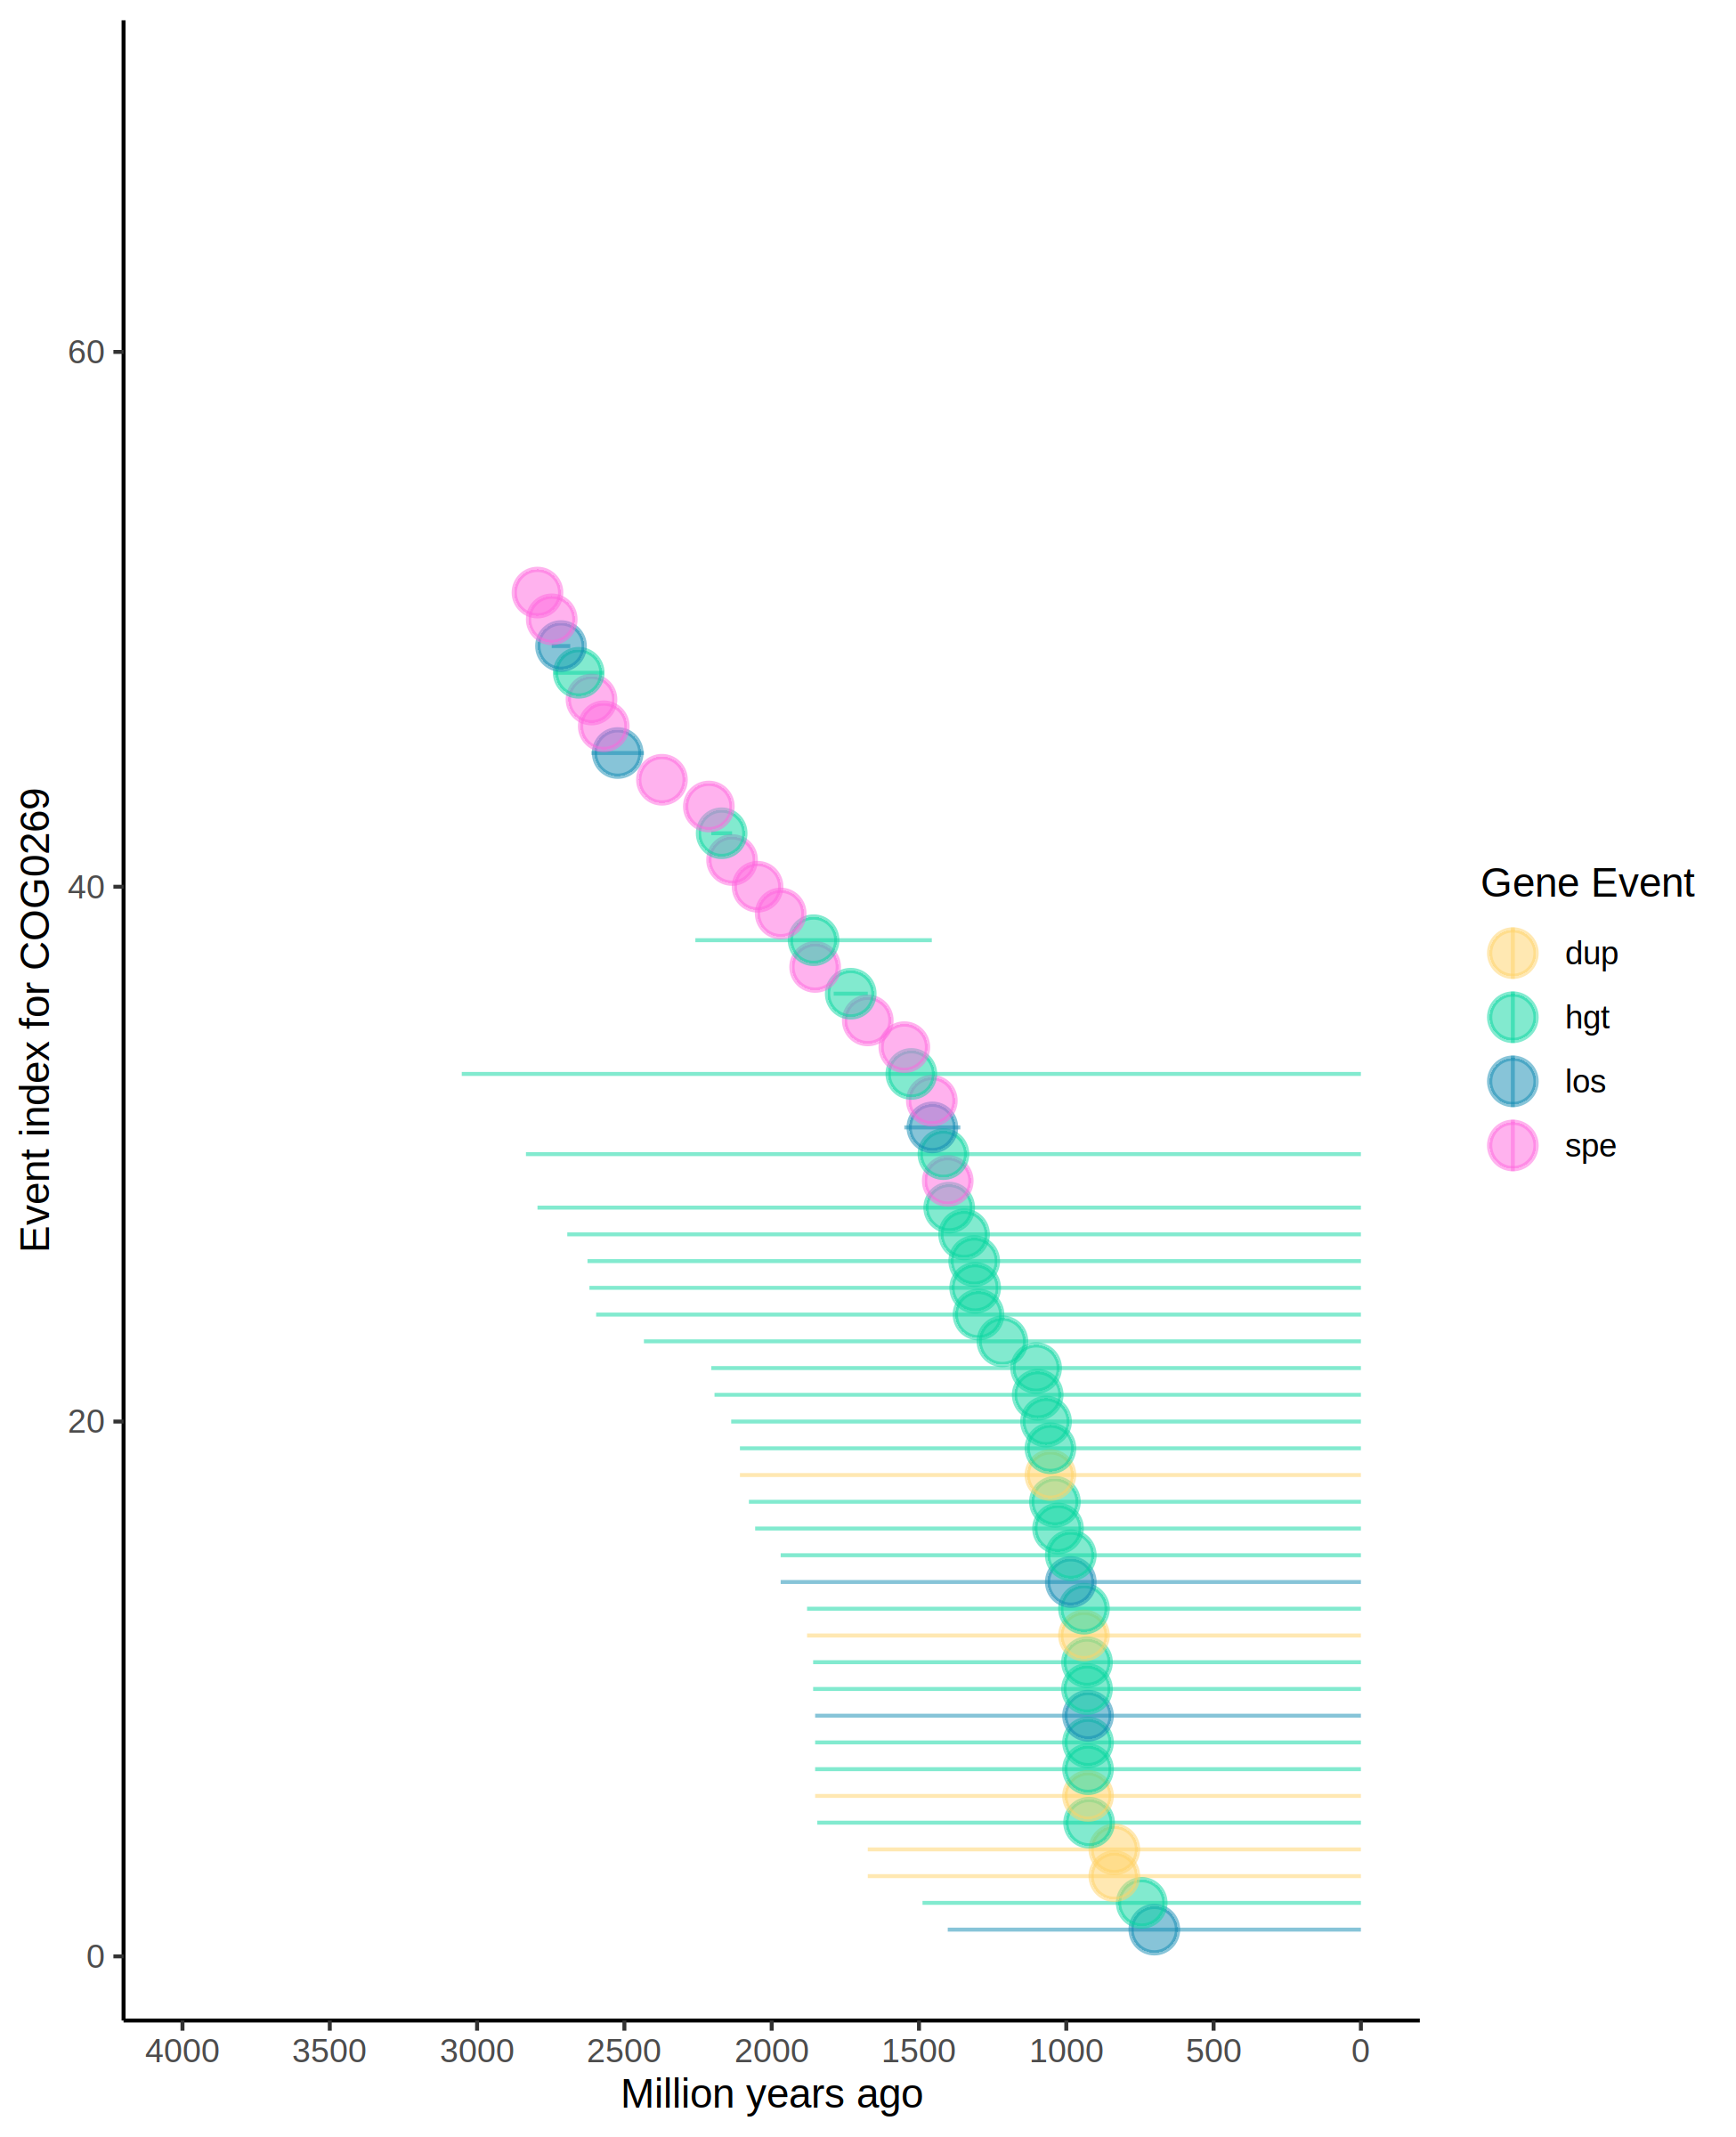 Event index for COG0269
60
40
20
0
4000 3500 3000 2500 2000 1500 1000 500 0
Million years ago
Gene Event
dup
hgt
los
spe